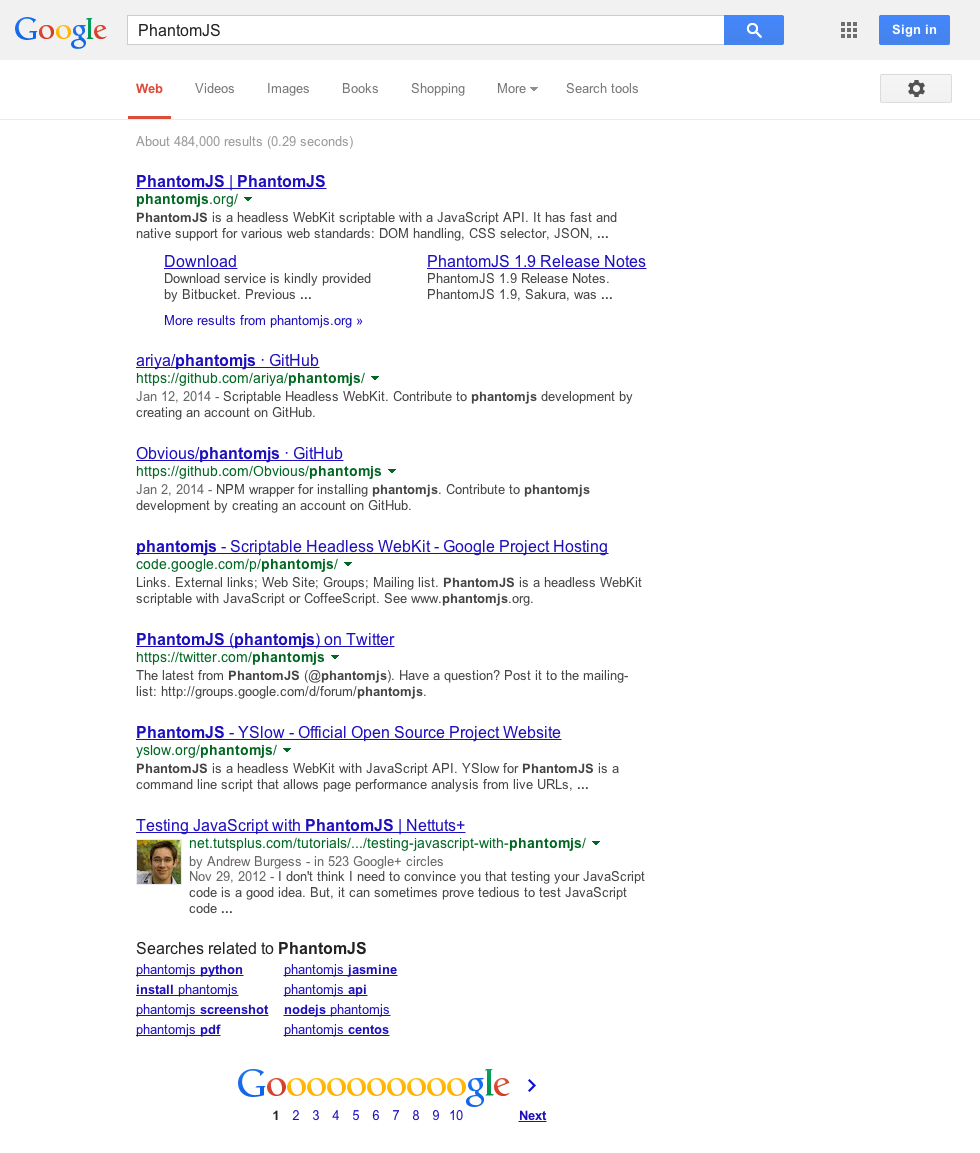 Google
PhantomJS
Sign in
Web Videos Images Books Shopping More Search tools
About 484,000 results (0.29 seconds)
PhantomJS | PhantomJS
phantomjs.org/
PhantomJS is a headless WebKit scriptable with a JavaScript API. It has fast and
native support for various web standards: DOM handling, CSS selector, JSON, ...
Download
Download service is kindly provided
by Bitbucket. Previous ...
PhantomJS 1.9 Release Notes
PhantomJS 1.9 Release Notes.
PhantomJS 1.9, Sakura, was ...
More results from phantomjs.org »
ariya/phantomjs · GitHub
https://github.com/ariya/phantomjs/
Jan 12, 2014 - Scriptable Headless WebKit. Contribute to phantomjs development by
creating an account on GitHub.
Obvious/phantomjs · GitHub
https://github.com/Obvious/phantomjs
Jan 2, 2014 - NPM wrapper for installing phantomjs. Contribute to phantomjs
development by creating an account on GitHub.
phantomjs - Scriptable Headless WebKit - Google Project Hosting
code.google.com/p/phantomjs/
Links. External links; Web Site; Groups; Mailing list. PhantomJS is a headless WebKit
scriptable with JavaScript or CoffeeScript. See www.phantomjs.org.
PhantomJS (phantomjs) on Twitter
https://twitter.com/phantomjs
The latest from PhantomJS (@phantomjs). Have a question? Post it to the mailing-
list: http://groups.google.com/d/forum/phantomjs.
PhantomJS - YSlow - Official Open Source Project Website
yslow.org/phantomjs/
PhantomJS is a headless WebKit with JavaScript API. YSlow for PhantomJS is a
command line script that allows page performance analysis from live URLs, ...
Testing JavaScript with PhantomJS | Nettuts+
net.tutsplus.com/tutorials/.../testing-javascript-with-phantomjs/
by Andrew Burgess - in 523 Google+ circles
Nov 29, 2012 - I don't think I need to convince you that testing your JavaScript
code is a good idea. But, it can sometimes prove tedious to test JavaScript
code ...
Searches related to PhantomJS
phantomjs python phantomjs jasmine
install phantomjs phantomjs api
phantomjs screenshot nodejs phantomjs
phantomjs pdf phantomjs centos
Goooooooooogle
1 2 3 4 5 6 7 8 9 10 Next